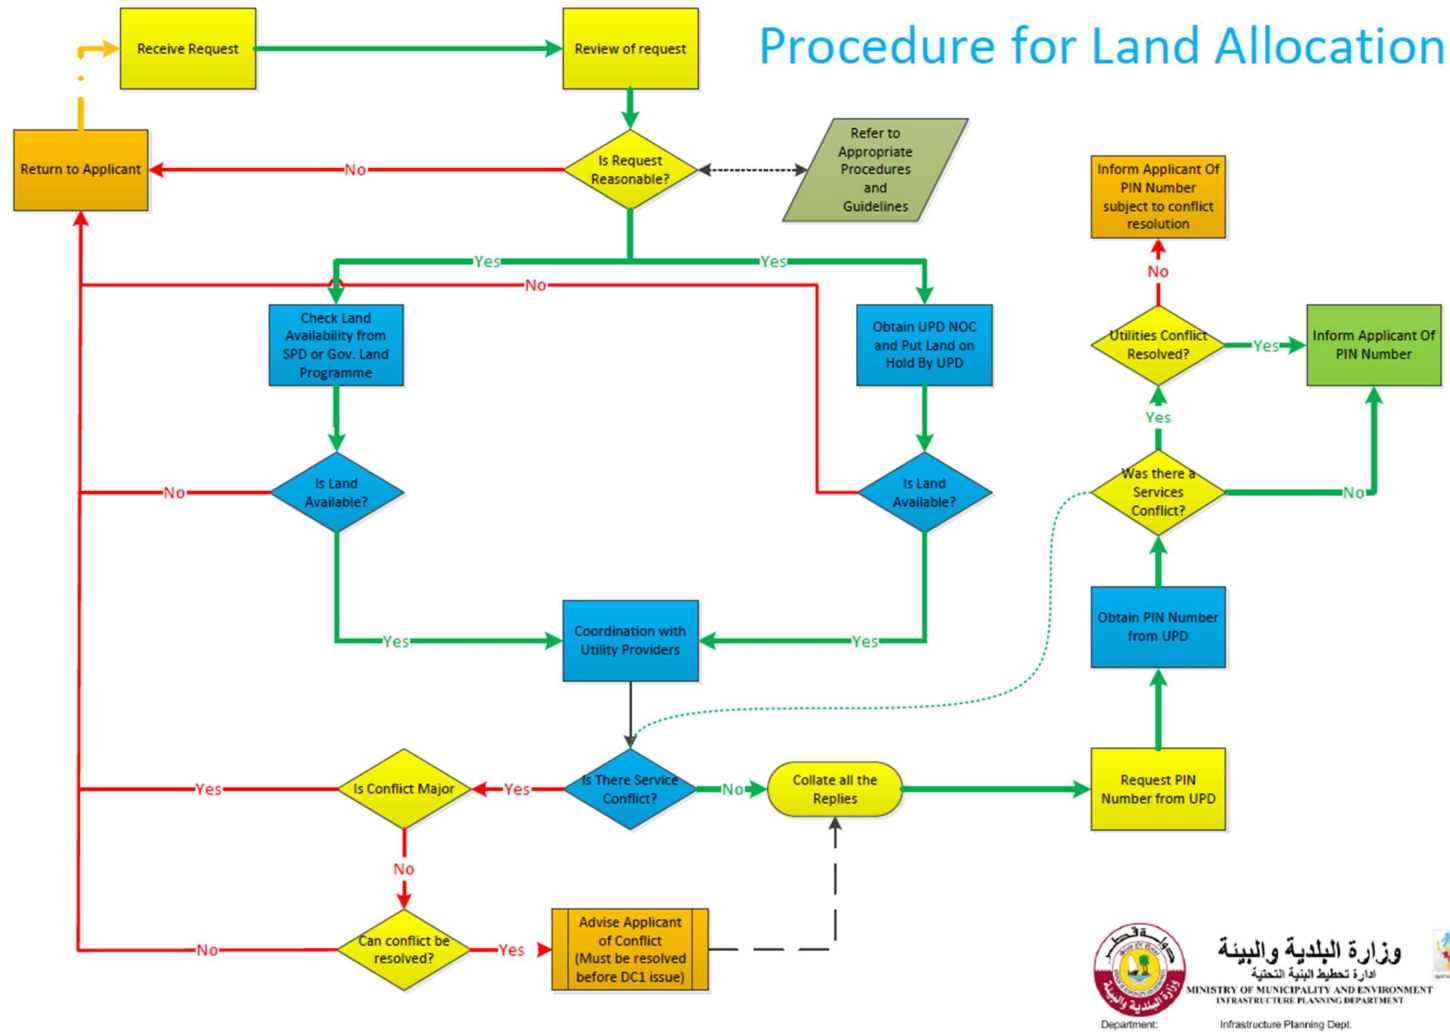 Procedure for Land Allocation
Receive Request
Review of request
Return to Applicant
No
Is Request
Reasonable?
Refer to
Appropriate
Procedures
and
Guidelines
Inform Applicant Of
PIN Number
subject to conflict
resolution
Yes
Yes
No
No
Check Land
Availability from
SPD or Gov. Land
Programme
Obtain UPD NOC
and Put Land on
Hold By UPD
Utilities Conflict
Resolved?
Yes
Inform Applicant Of
PIN Number
Yes
No
Is Land
Available?
Is Land
Available?
Was there a
Services
Conflict?
No
Yes
Coordination with
Utility Providers
Yes
Obtain PIN Number
from UPD
Yes
Is Conflict Major
Yes
Is There Service
Conflict?
No
Collate all the
Replies
Request PIN
Number from UPD
No
No
Can conflict be
resolved?
Yes
Advise Applicant
of Conflict
(Must be resolved
before DC1 issue)
دولة قطر
وزارة البلدية والبيئة
وزارة البلدية والبيئة
ادارة تخطيط البنية التحتية
MINISTRY OF MUNICIPALITY AND ENVIRONMENT
INFRASTRUCTURE PLANNING DEPARTMENT
Department:
Infrastructure Planning Dept.